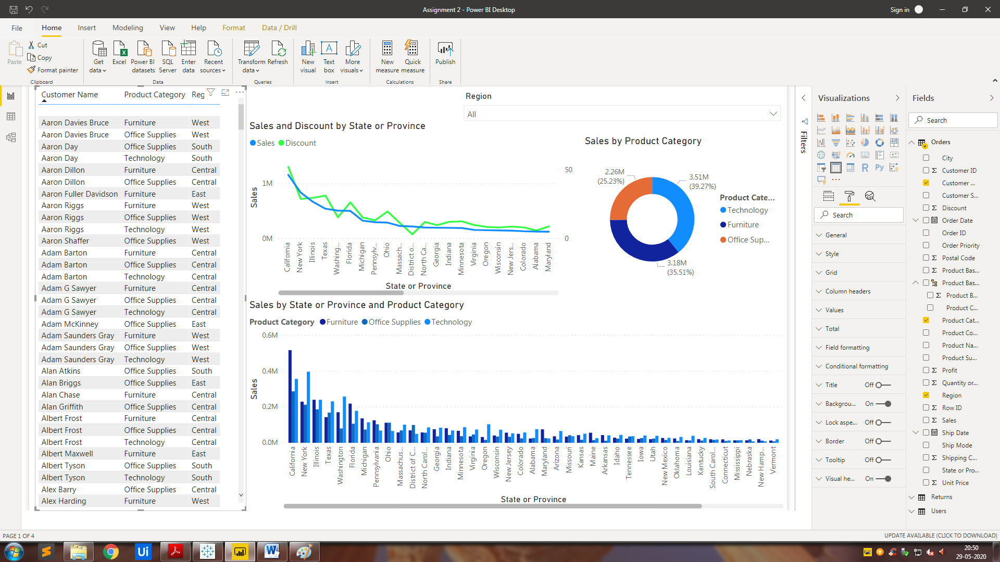 Assignment 2 - Power BI Desktop
Sign in
File
Home
Insert
Modeling
View
Help
Format
Data / Drill
Paste
Cut
Copy
Format painter
Clipboard
Get data
Excel
Power BI datasets
SQL Server
Enter data
Recent sources
Data
Transform data
Refresh
Queries
New visual
Text box
More visuals
Insert
New measure
Quick measure
Calculations
Publish
Share
Customer Name Product Category Reg
Aaron Davies Bruce Furniture West
Aaron Davies Bruce Office Supplies West
Aaron Day Office Supplies South
Aaron Day Technology South
Aaron Dillon Furniture Central
Aaron Dillon Office Supplies Central
Aaron Fuller Davidson Furniture East
Aaron Riggs Furniture West
Aaron Riggs Office Supplies West
Aaron Riggs Technology West
Aaron Shaffer Office Supplies West
Adam Barton Furniture Central
Adam Barton Office Supplies Central
Adam Barton Technology Central
Adam G Sawyer Furniture Central
Adam G Sawyer Office Supplies Central
Adam G Sawyer Technology Central
Adam McKinney Office Supplies East
Adam Saunders Gray Furniture West
Adam Saunders Gray Office Supplies West
Adam Saunders Gray Technology West
Alan Atkins Office Supplies South
Alan Briggs Office Supplies East
Alan Chase Furniture Central
Alan Griffith Office Supplies Central
Albert Frost Furniture Central
Albert Frost Office Supplies Central
Albert Frost Technology Central
Albert Maxwell Furniture East
Albert Tyson Office Supplies South
Albert Tyson Technology South
Alex Barry Office Supplies Central
Alex Harding Furniture West
Region
All
Sales and Discount by State or Province
Sales Discount
Sales
1M
0M
50
0
California
New York
Illinois
Texas
Washing...
Florida
Michigan
Pennsylv...
Ohio
Massach...
District o...
North Ca...
Georgia
Indiana
Minnesota
Virginia
Oregon
Wisconsin
New Jers...
Colorado
Alabama
Maryland
State or Province
Sales by Product Category
2.26M
(25.23%)
3.51M
(39.27%)
3.18M
(35.51%)
Product Cate...
Technology
Furniture
Office Sup...
Sales by State or Province and Product Category
Product Category Furniture Office Supplies Technology
Sales
0.6M
0.4M
0.2M
0.0M
California
New York
Illinois
Texas
Washington
Florida
Michigan
Pennsylvania
Ohio
Massachus...
District of C...
North Carol...
Georgia
Indiana
Minnesota
Virginia
Oregon
Wisconsin
New Jersey
Colorado
Alabama
Maryland
Arizona
Missouri
Kansas
Maine
Arkansas
Idaho
Tennessee
Iowa
Utah
New Mexico
Oklahoma
Louisiana
Kentucky
South Carol...
Connecticut
Mississippi
Nebraska
New Hamp...
Vermont
State or Province
Filters
Visualizations
R
Py
123
Search
General
Style
Grid
Column headers
Values
Total
Field formatting
Conditional formatting
Title Off
Backgrou... On
Lock aspe... Off
Border Off
Tooltip Off
Visual he... On
Fields
Search
Orders
City
Customer ID
Customer ...
Customer S...
Discount
Order Date
Order ID
Order Priority
Postal Code
Product Bas...
Product Bas...
Product B...
Product C...
Product Cat...
Product Co...
Product Na...
Product Su...
Profit
Quantity or...
Region
Row ID
Sales
Ship Date
Ship Mode
Shipping C...
State or Pro...
Unit Price
Returns
Users
PAGE 1 OF 4
UPDATE AVAILABLE (CLICK TO DOWNLOAD)
Ui
20:50
29-05-2020